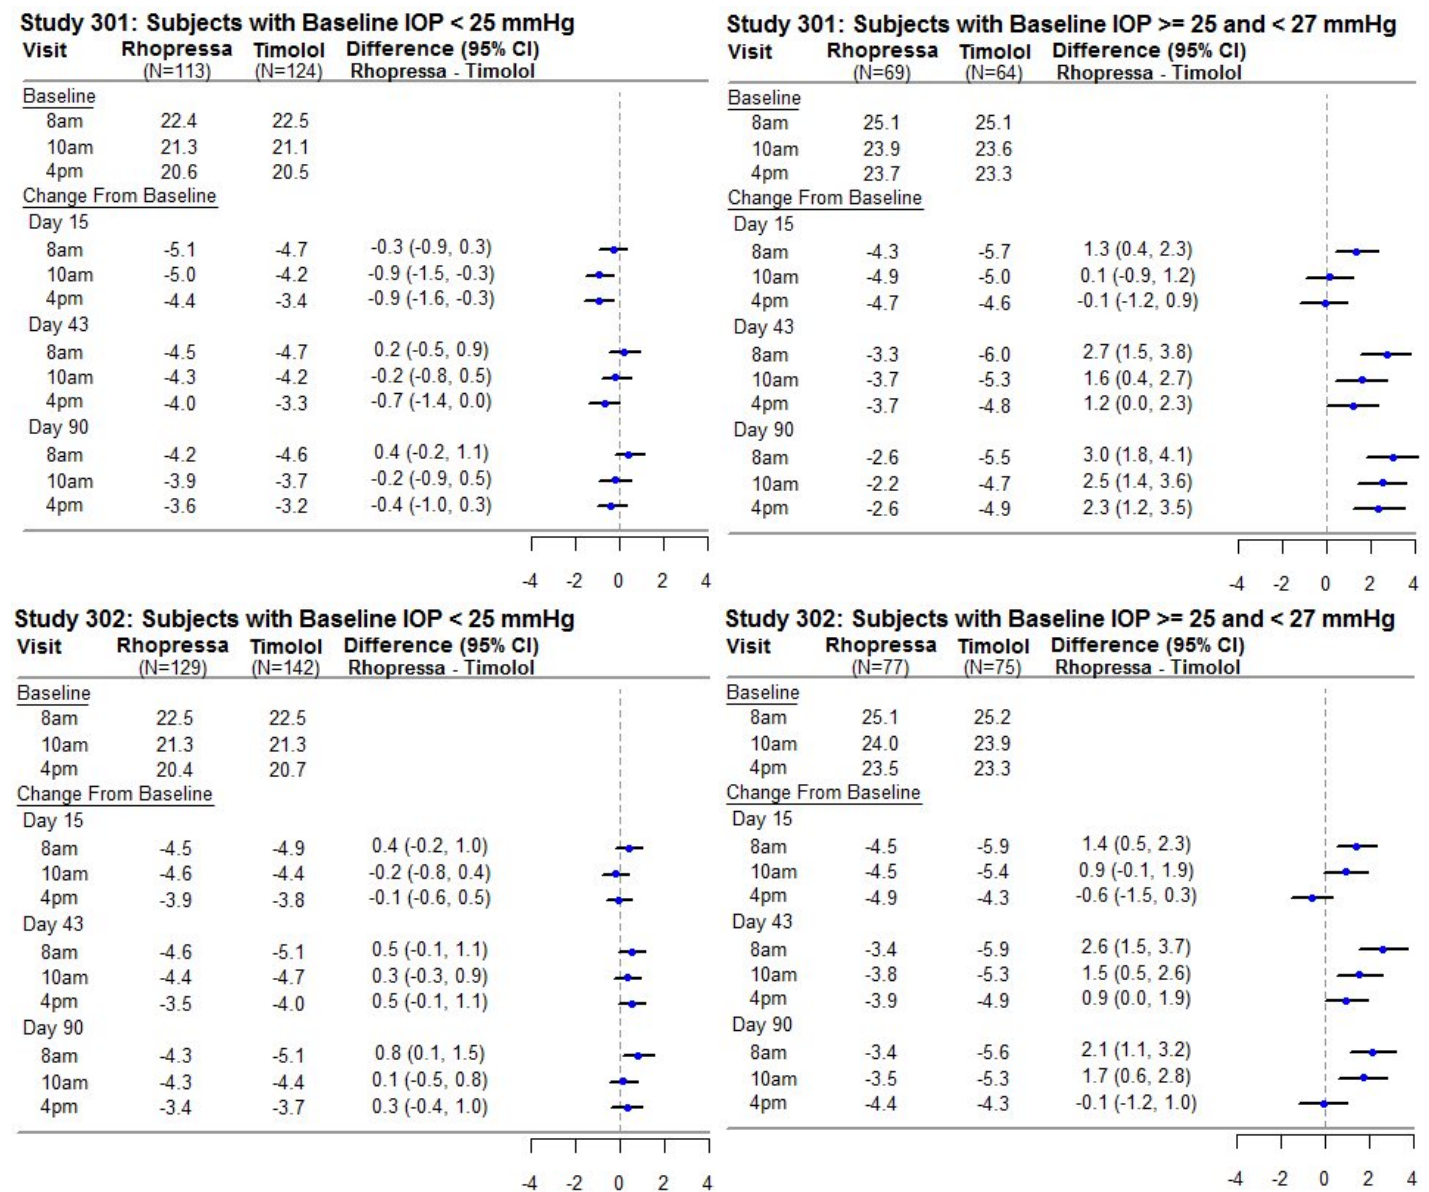 Study 301: Subjects with Baseline IOP < 25 mmHg
Visit Rhopressa Timolol Difference (95% CI)
(N=113) (N=124) Rhopressa - Timolol
Baseline
8am 22.4 22.5
10am 21.3 21.1
4pm 20.6 20.5
Change From Baseline
Day 15
8am -5.1 -4.7 -0.3 (-0.9, 0.3)
10am -5.0 -4.2 -0.9 (-1.5, -0.3)
4pm -4.4 -3.4 -0.9 (-1.6, -0.3)
Day 43
8am -4.5 -4.7 0.2 (-0.5, 0.9)
10am -4.3 -4.2 -0.2 (-0.8, 0.5)
4pm -4.0 -3.3 -0.7 (-1.4, 0.0)
Day 90
8am -4.2 -4.6 0.4 (-0.2, 1.1)
10am -3.9 -3.7 -0.2 (-0.9, 0.5)
4pm -3.6 -3.2 -0.4 (-1.0, 0.3)
-4 -2 0 2 4
Study 301: Subjects with Baseline IOP >= 25 and < 27 mmHg
Visit Rhopressa Timolol Difference (95% CI)
(N=69) (N=64) Rhopressa - Timolol
Baseline
8am 25.1 25.1
10am 23.9 23.6
4pm 23.7 23.3
Change From Baseline
Day 15
8am -4.3 -5.7 1.3 (0.4, 2.3)
10am -4.9 -5.0 0.1 (-0.9, 1.2)
4pm -4.7 -4.6 -0.1 (-1.2, 0.9)
Day 43
8am -3.3 -6.0 2.7 (1.5, 3.8)
10am -3.7 -5.3 1.6 (0.4, 2.7)
4pm -3.7 -4.8 1.2 (0.0, 2.3)
Day 90
8am -2.6 -5.5 3.0 (1.8, 4.1)
10am -2.2 -4.7 2.5 (1.4, 3.6)
4pm -2.6 -4.9 2.3 (1.2, 3.5)
-4 -2 0 2 4
Study 302: Subjects with Baseline IOP < 25 mmHg
Visit Rhopressa Timolol Difference (95% CI)
(N=129) (N=142) Rhopressa - Timolol
Baseline
8am 22.5 22.5
10am 21.3 21.3
4pm 20.4 20.7
Change From Baseline
Day 15
8am -4.5 -4.9 0.4 (-0.2, 1.0)
10am -4.6 -4.4 -0.2 (-0.8, 0.4)
4pm -3.9 -3.8 -0.1 (-0.6, 0.5)
Day 43
8am -4.6 -5.1 0.5 (-0.1, 1.1)
10am -4.4 -4.7 0.3 (-0.3, 0.9)
4pm -3.5 -4.0 0.5 (-0.1, 1.1)
Day 90
8am -4.3 -5.1 0.8 (0.1, 1.5)
10am -4.3 -4.4 0.1 (-0.5, 0.8)
4pm -3.4 -3.7 0.3 (-0.4, 1.0)
-4 -2 0 2 4
Study 302: Subjects with Baseline IOP >= 25 and < 27 mmHg
Visit Rhopressa Timolol Difference (95% CI)
(N=77) (N=75) Rhopressa - Timolol
Baseline
8am 25.1 25.2
10am 24.0 23.9
4pm 23.5 23.3
Change From Baseline
Day 15
8am -4.5 -5.9 1.4 (0.5, 2.3)
10am -4.5 -5.4 0.9 (-0.1, 1.9)
4pm -4.9 -4.3 -0.6 (-1.5, 0.3)
Day 43
8am -3.4 -5.9 2.6 (1.5, 3.7)
10am -3.8 -5.3 1.5 (0.5, 2.6)
4pm -3.9 -4.9 0.9 (0.0, 1.9)
Day 90
8am -3.4 -5.6 2.1 (1.1, 3.2)
10am -3.5 -5.3 1.7 (0.6, 2.8)
4pm -4.4 -4.3 -0.1 (-1.2, 1.0)
-4 -2 0 2 4